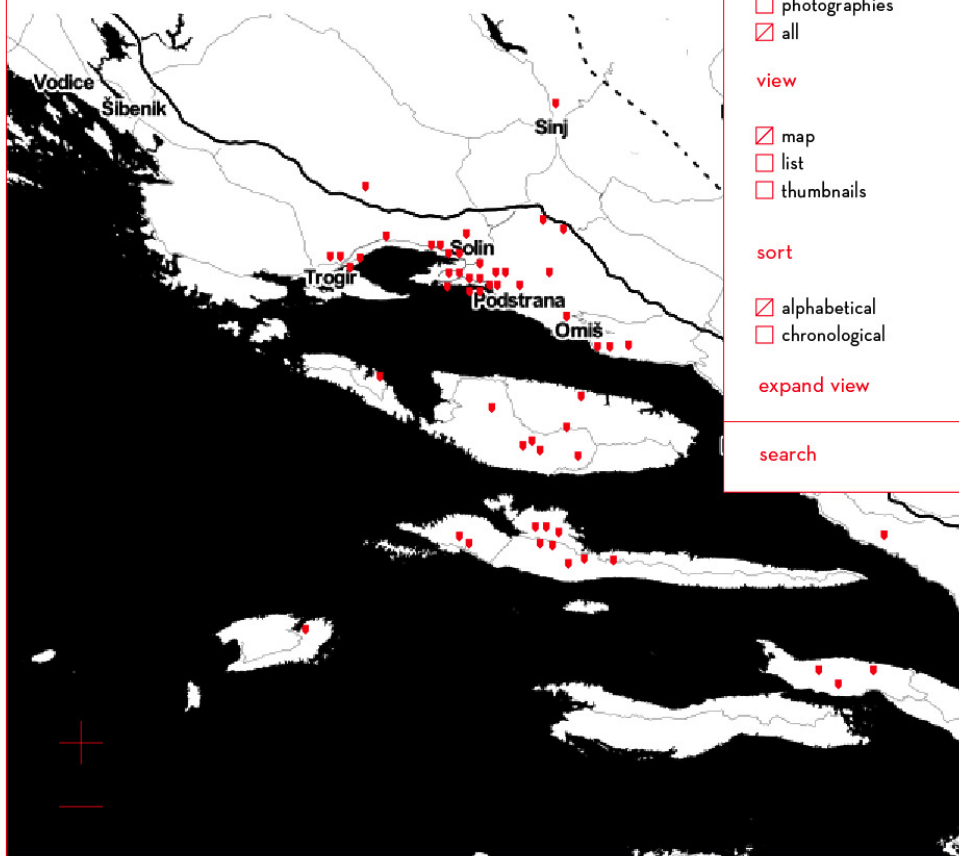 photographies
all
view
map
list
thumbnails
sort
alphabetical
chronological
expand view
search
Vodice
Šibenik
Sinj
Solin
Trogir
Podstrana
Omiš